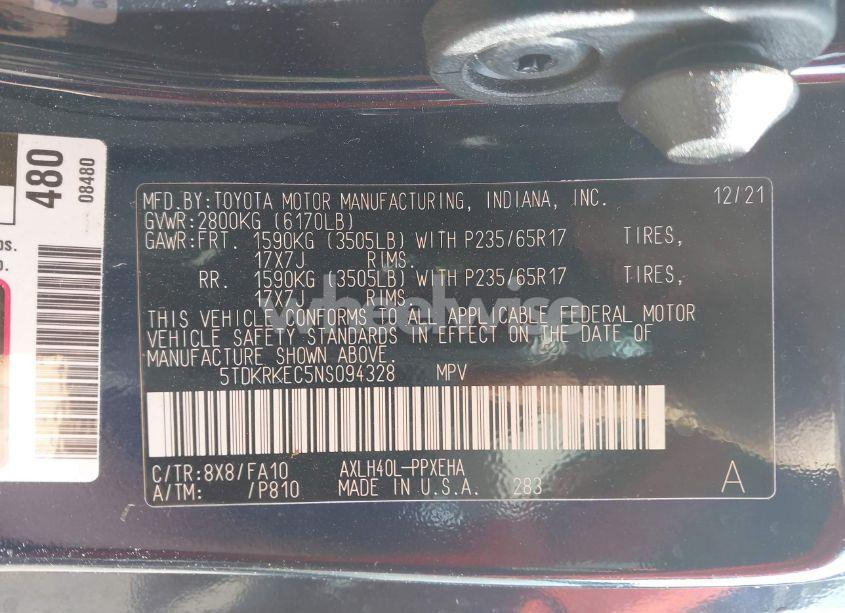 480
08480
os.
o.
MFD.BY:TOYOTA MOTOR MANUFACTURING, INDIANA, INC. 12/21
GVWR:2800KG (6170LB)
GAWR:FRT. 1590KG (3505LB) WITH P235/65R17 TIRES,
17X7J RIMS.
RR. 1590KG (3505LB) WITH P235/65R17 TIRES,
17X7J RIMS.
wheelwise
THIS VEHICLE CONFORMS TO ALL APPLICABLE FEDERAL MOTOR
VEHICLE SAFETY STANDARDS IN EFFECT ON THE DATE OF
MANUFACTURE SHOWN ABOVE.
5TDKRKEC5NS094328 MPV
C/TR:8X8/FA10 AXLH40L-PPXEHA
A/TM: /P810 MADE IN U.S.A. 283 A